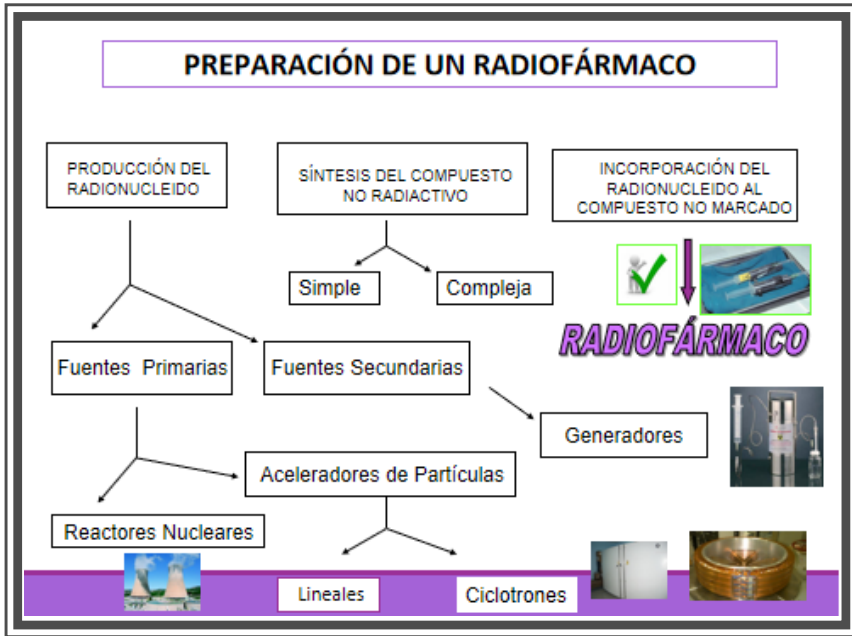 PREPARACIÓN DE UN RADIOFÁRMACO
PRODUCCIÓN DEL
RADIONUCLEIDO
SÍNTESIS DEL COMPUESTO
NO RADIACTIVO
INCORPORACIÓN DEL
RADIONUCLEIDO AL
COMPUESTO NO MARCADO
Simple
Compleja
RADIOFÁRMACO
Fuentes Primarias
Fuentes Secundarias
Generadores
Aceleradores de Partículas
Reactores Nucleares
Lineales
Ciclotrones